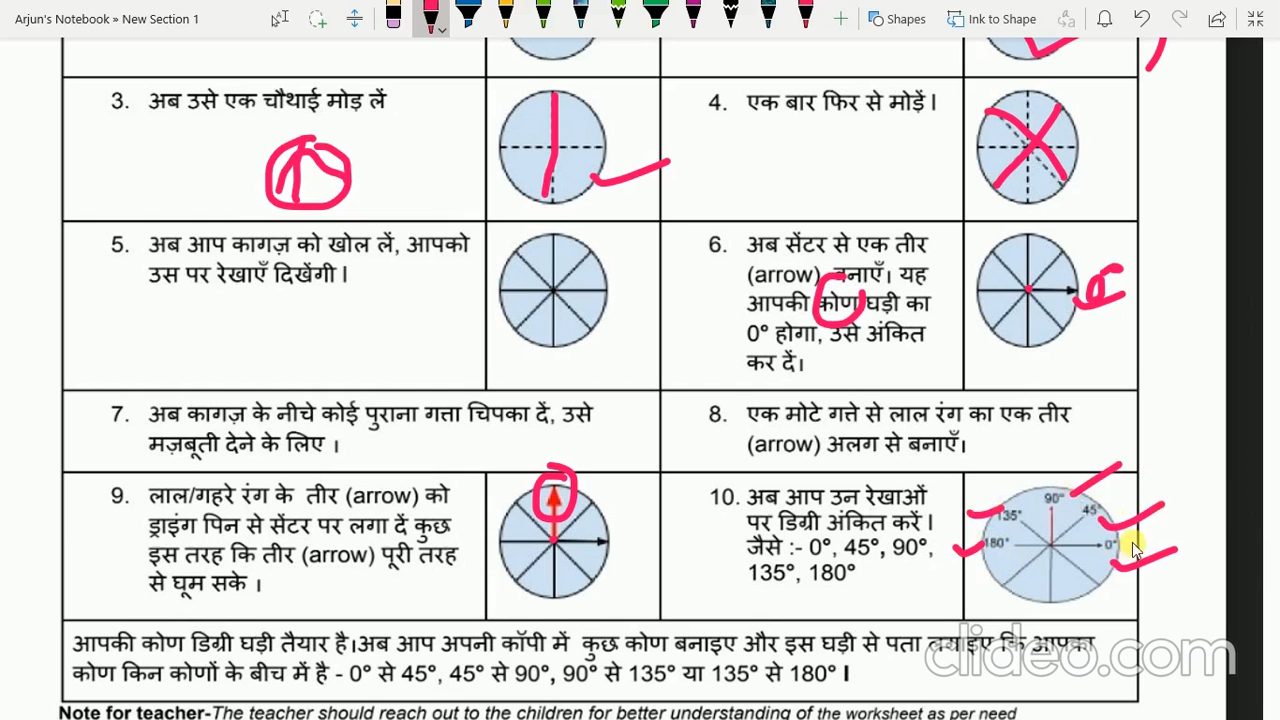 Arjun's Notebook » New Section 1
Shapes
Ink to Shape
3. अब उसे एक चौथाई मोड़ लें
4. एक बार फिर से मोड़ें।
5. अब आप कागज़ को खोल लें, आपको
उस पर रेखाएँ दिखेंगी।
6. अब सेंटर से एक तीर
(arrow) बनाएँ। यह
आपकी कोण घड़ी का
0° होगा, उसे अंकित
कर दें।
7. अब कागज़ के नीचे कोई पुराना गत्ता चिपका दें, उसे
मज़बूती देने के लिए ।
8. एक मोटे गत्ते से लाल रंग का एक तीर
(arrow) अलग से बनाएँ।
9. लाल/गहरे रंग के तीर (arrow) को
ड्राइंग पिन से सेंटर पर लगा दें कुछ
इस तरह कि तीर (arrow) पूरी तरह
से घूम सके ।
10. अब आप उन रेखाओं
पर डिग्री अंकित करें।
जैसे :- 0°, 45°, 90°,
135°, 180°
90°
135°
45°
180°
0°
आपकी कोण डिग्री घड़ी तैयार है।अब आप अपनी कॉपी में कुछ कोण बनाइए और इस घड़ी से पता लगाइए कि आपका
कोण किन कोणों के बीच में है - 0° से 45°, 45° से 90°, 90° से 135° या 135° से 180° ।
clideo.com
Note for teacher-The teacher should reach out to the children for better understanding of the worksheet as per need